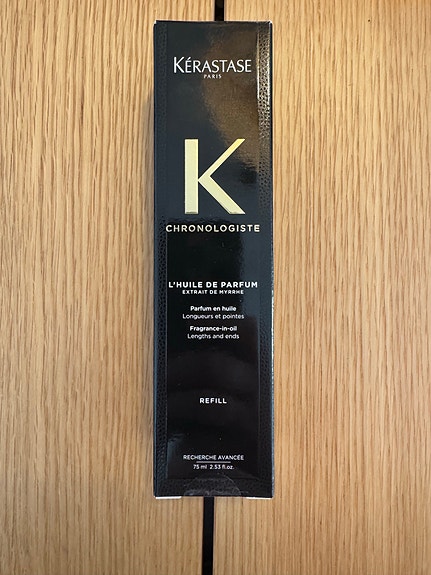 KÉRASTASE
PARIS
K
CHRONOLOGISTE
L'HUILE DE PARFUM
EXTRAIT DE MYRRHE
Parfum en huile
Longueurs et pointes
Fragrance-in-oil
Lengths and ends
REFILL
RECHERCHE AVANCÉE
75 ml 2.53 fl.oz.